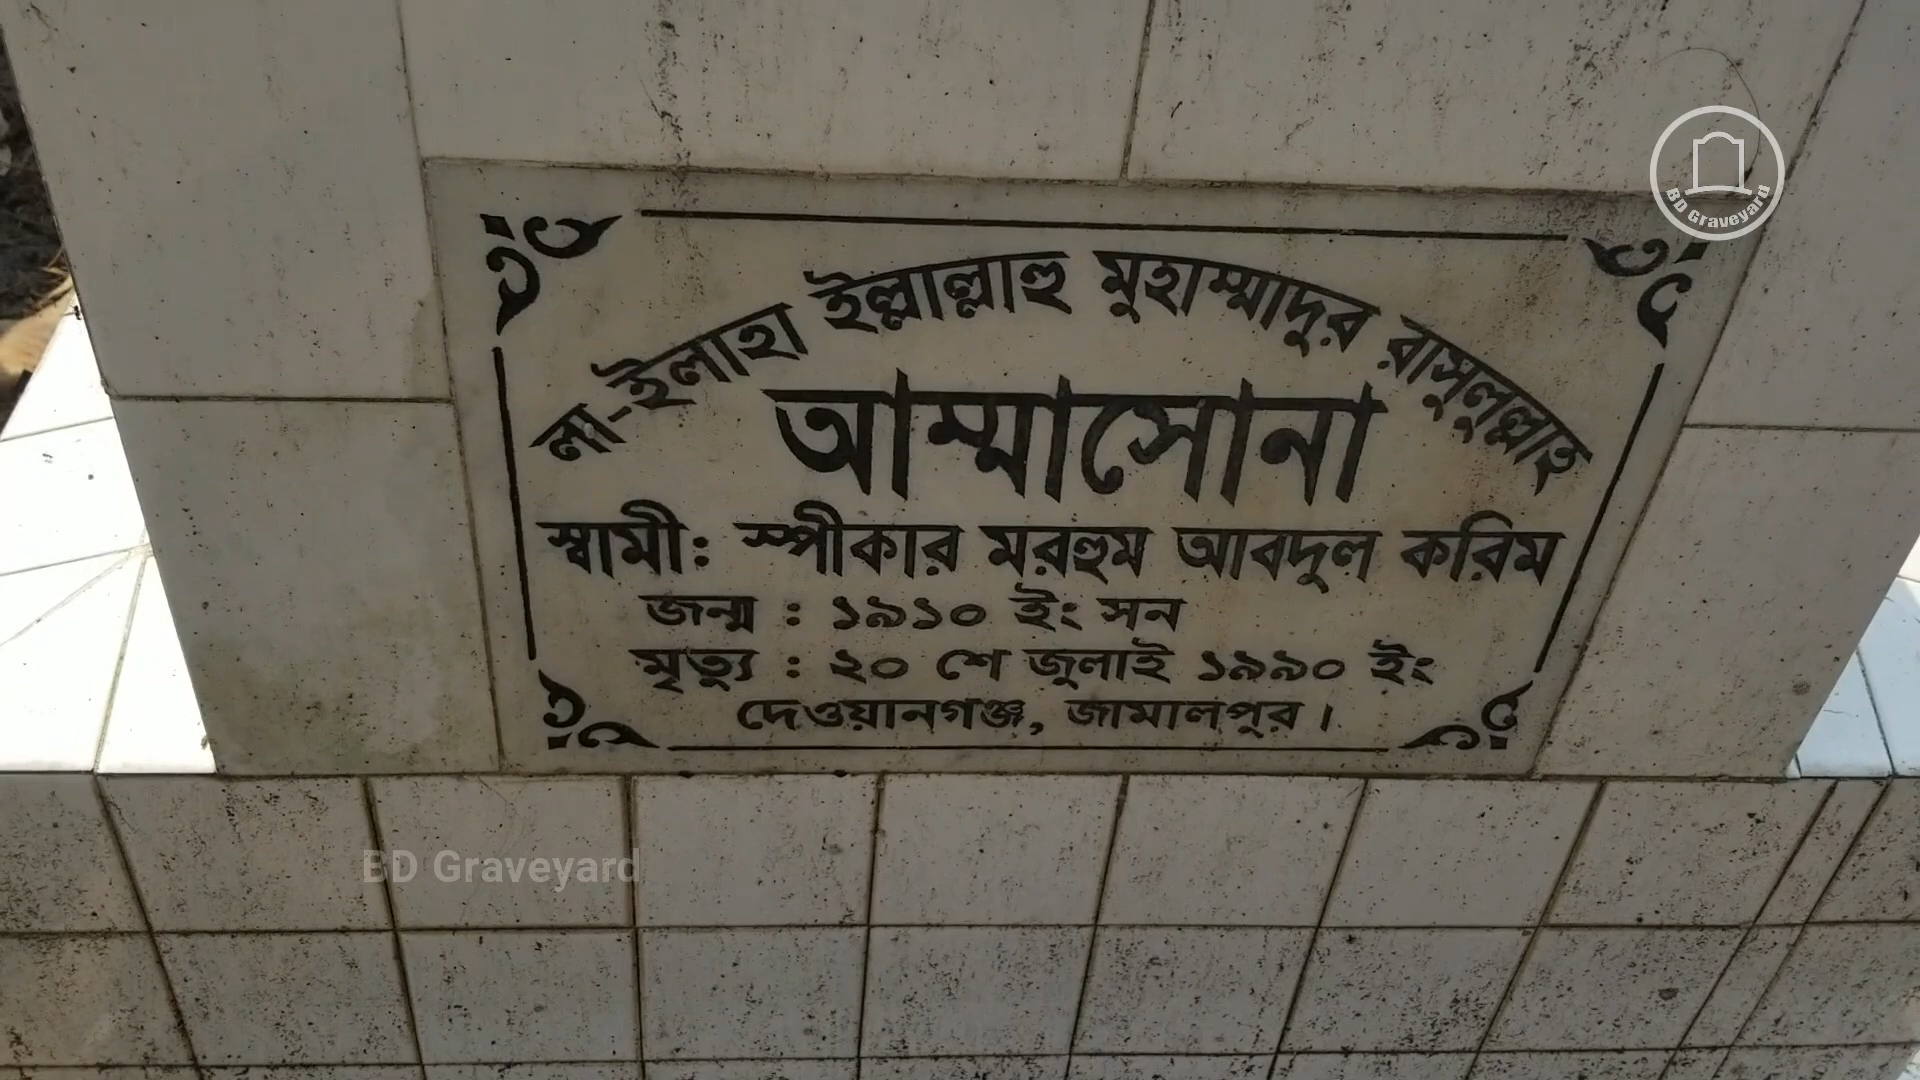 লা-ইলাহা ইল্লাল্লাহু মুহাম্মাদুর রাসুলুল্লাহ
আম্মাসোনা
স্বামী: স্পীকার মরহুম আবদুল করিম
জন্ম : ১৯১০ ইং সন
মৃত্যু : ২০ শে জুলাই ১৯৯০ ইং
দেওয়ানগঞ্জ, জামালপুর।
BD Graveyard
BD Graveyard